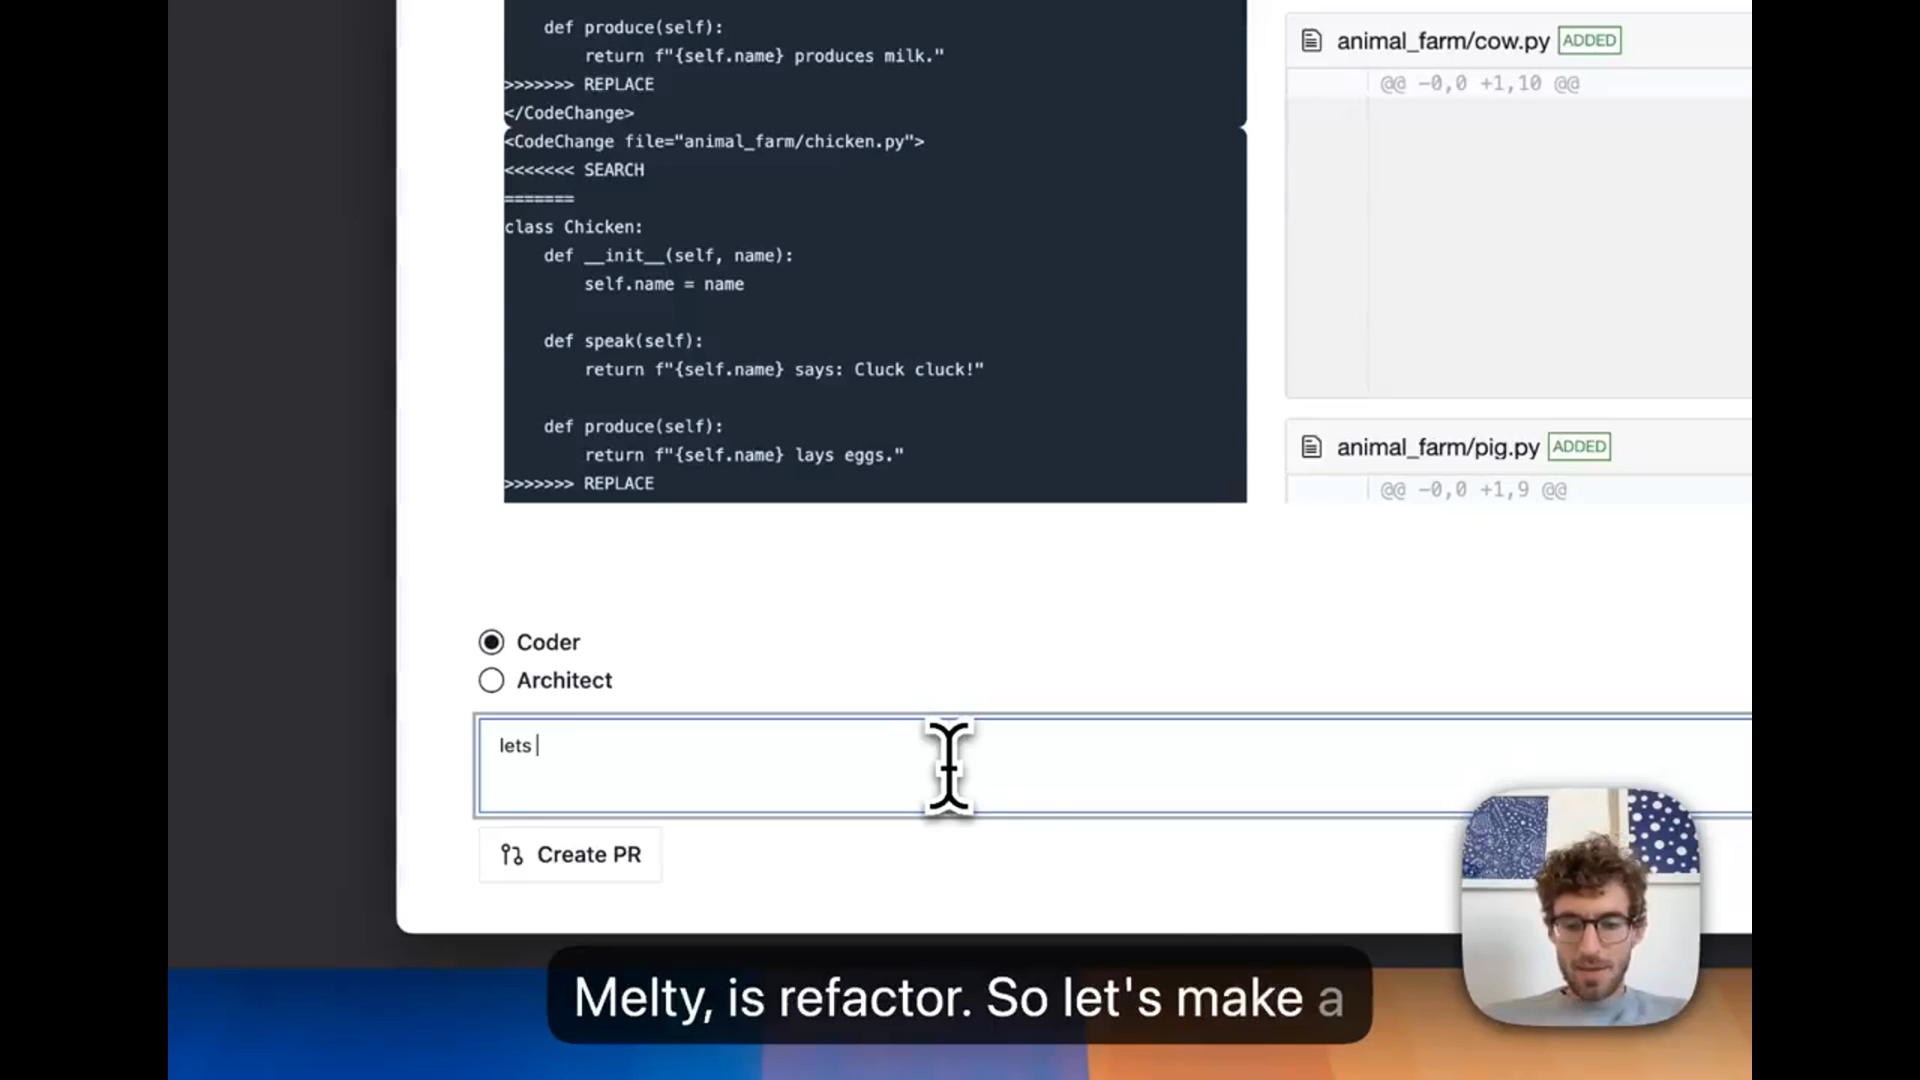 def produce(self):
return f"{self.name} produces milk."
>>>>>>> REPLACE
</CodeChange>
<CodeChange file="animal_farm/chicken.py">
<<<<<<< SEARCH
=======
class Chicken:
def __init__(self, name):
self.name = name
def speak(self):
return f"{self.name} says: Cluck cluck!"
def produce(self):
return f"{self.name} lays eggs."
>>>>>>> REPLACE
animal_farm/cow.py ADDED
@@ -0,0 +1,10 @@
animal_farm/pig.py ADDED
@@ -0,0 +1,9 @@
Coder
Architect
lets
Create PR
Melty, is refactor. So let's make a